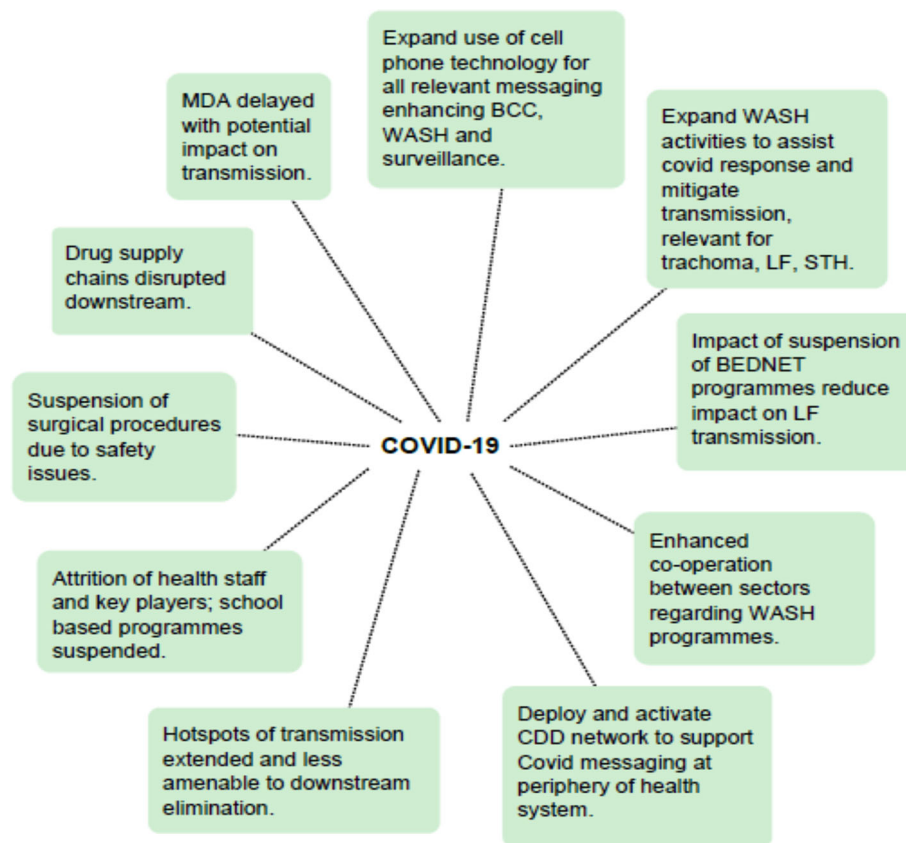 Expand use of cell
phone technology for
all relevant messaging
enhancing BCC,
WASH and
surveillance.
MDA delayed
with potential
impact on
transmission.
Expand WASH
activities to assist
covid response and
mitigate
transmission,
relevant for
trachoma, LF, STH.
Drug supply
chains disrupted
downstream.
Impact of suspension
of BEDNET
programmes reduce
impact on LF
transmission.
Suspension of
surgical procedures
due to safety
issues.
COVID-19
Enhanced
co-operation
between sectors
regarding WASH
programmes.
Attrition of health staff
and key players; school
based programmes
suspended.
Deploy and activate
CDD network to support
Covid messaging at
periphery of health
system.
Hotspots of transmission
extended and less
amenable to downstream
elimination.